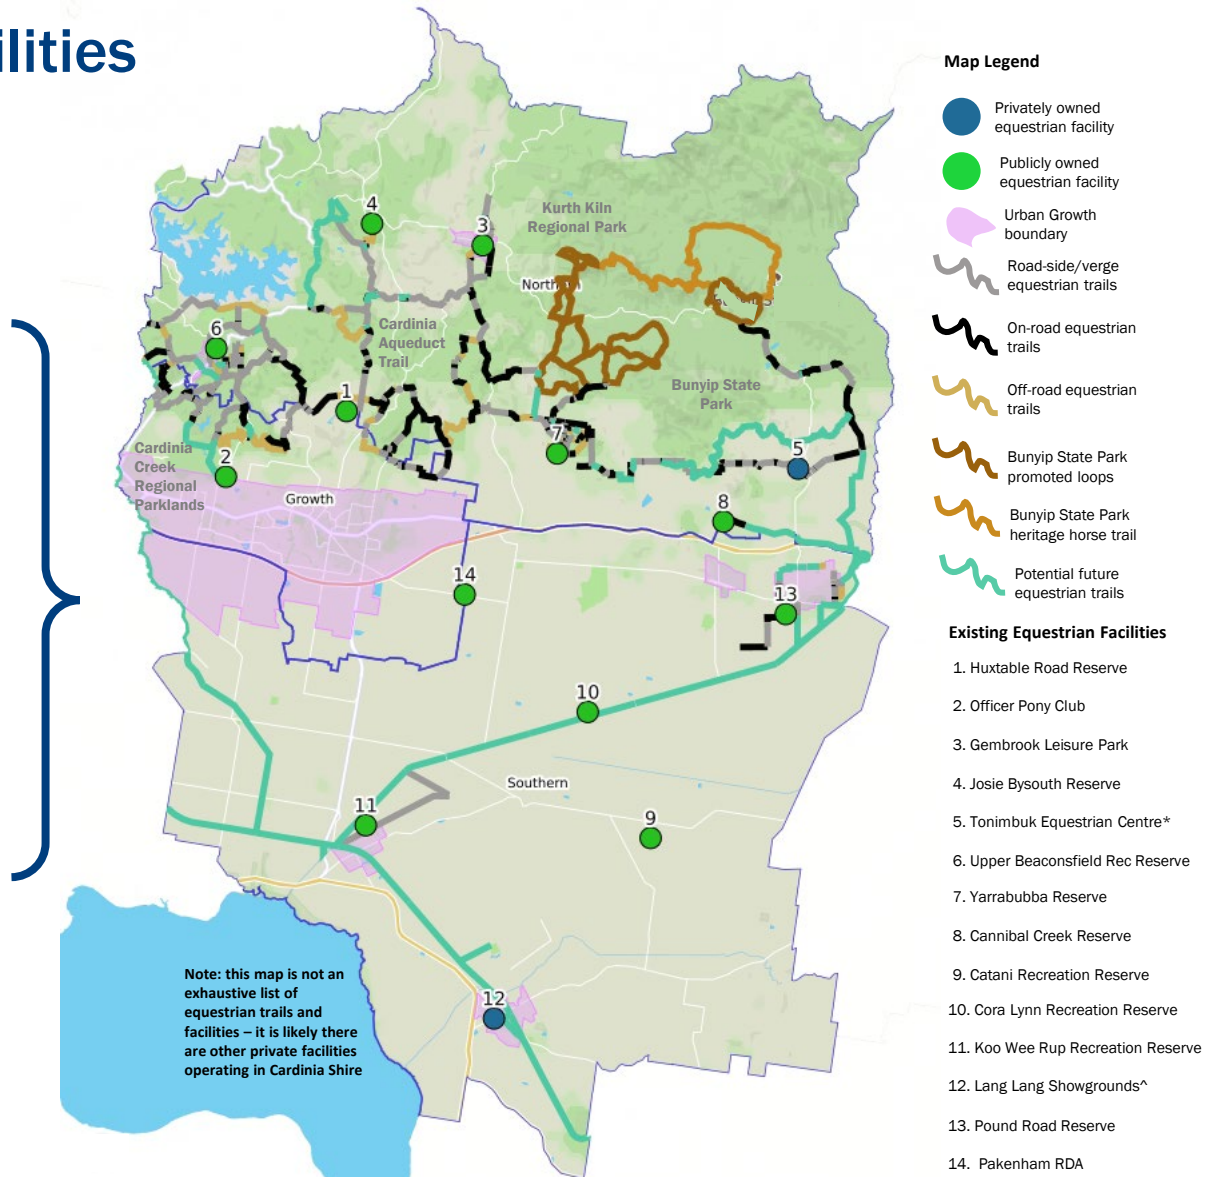 ilities
Map Legend
Privately owned
equestrian facility
Publicly owned
equestrian facility
Urban Growth
boundary
Road-side/verge
equestrian trails
On-road equestrian
trails
Off-road equestrian
trails
Bunyip State Park
promoted loops
Bunyip State Park
heritage horse trail
Potential future
equestrian trails
Existing Equestrian Facilities
1. Huxtable Road Reserve
2. Officer Pony Club
3. Gembrook Leisure Park
4. Josie Bysouth Reserve
5. Tonimbuk Equestrian Centre*
6. Upper Beaconsfield Rec Reserve
7. Yarrabubba Reserve
8. Cannibal Creek Reserve
9. Catani Recreation Reserve
10. Cora Lynn Recreation Reserve
11. Koo Wee Rup Recreation Reserve
12. Lang Lang Showgrounds^
13. Pound Road Reserve
14. Pakenham RDA
4
3
Kurth Kiln
Regional Park
6
Cardinia
Aqueduct
Trail
Bunyip State
Park
1
7
5
2
Cardinia
Creek
Regional
Parklands
Growth
8
14
13
10
Southern
11
9
12
Note: this map is not an
exhaustive list of
equestrian trails and
facilities – it is likely there
are other private facilities
operating in Cardinia Shire